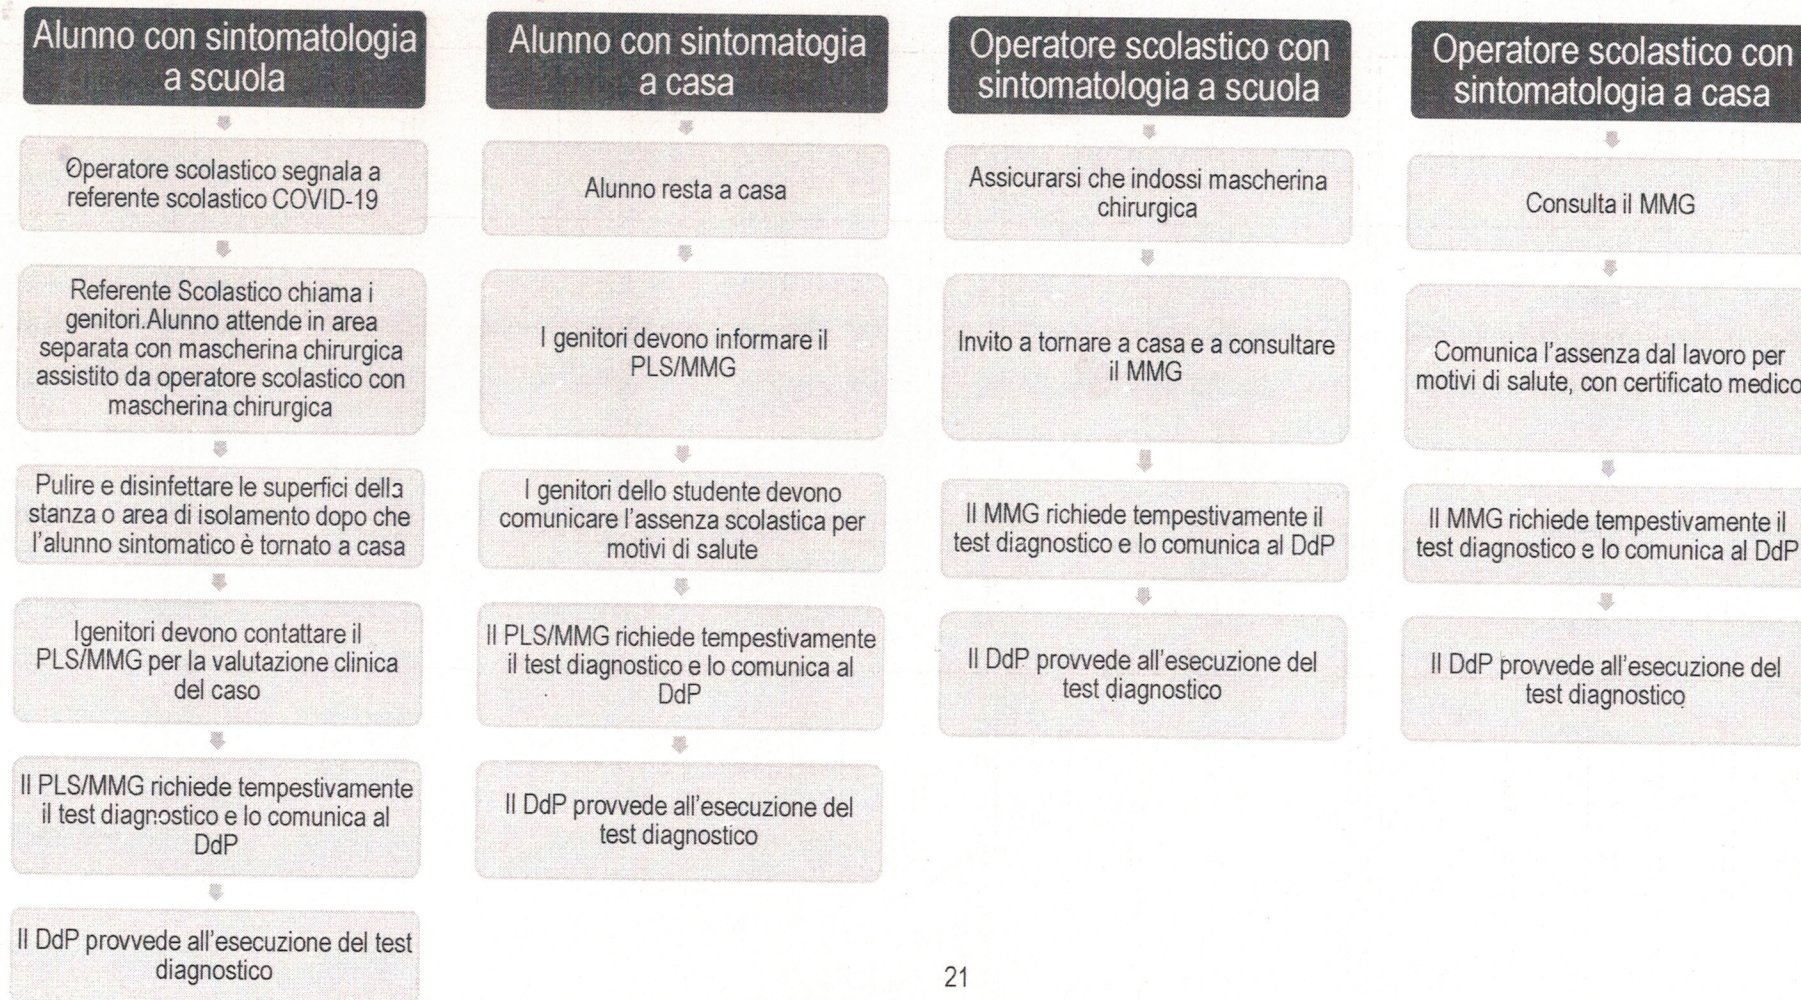 Alunno con sintomatologia
a scuola
Operatore scolastico segnala a
referente scolastico COVID-19
Referente Scolastico chiama i
genitori.Alunno attende in area
separata con mascherina chirurgica
assistito da operatore scolastico con
mascherina chirurgica
Pulire e disinfettare le superfici della
stanza o area di isolamento dopo che
l'alunno sintomatico è tornato a casa
Igenitori devono contattare il
PLS/MMG per la valutazione clinica
del caso
Il PLS/MMG richiede tempestivamente
il test diagnostico e lo comunica al
DdP
Il DdP provvede all'esecuzione del test
diagnostico
Alunno con sintomatogia
a casa
Alunno resta a casa
I genitori devono informare il
PLS/MMG
I genitori dello studente devono
comunicare l'assenza scolastica per
motivi di salute
Il PLS/MMG richiede tempestivamente
il test diagnostico e lo comunica al
DdP
Il DdP provvede all'esecuzione del
test diagnostico
Operatore scolastico con
sintomatologia a scuola
Assicurarsi che indossi mascherina
chirurgica
Invito a tornare a casa e a consultare
il MMG
Il MMG richiede tempestivamente il
test diagnostico e lo comunica al DdP
Il DdP provvede all'esecuzione del
test diagnostico
Operatore scolastico con
sintomatologia a casa
Consulta il MMG
Comunica l'assenza dal lavoro per
motivi di salute, con certificato medico
Il MMG richiede tempestivamente il
test diagnostico e lo comunica al DdP
Il DdP provvede all'esecuzione del
test diagnostico
21